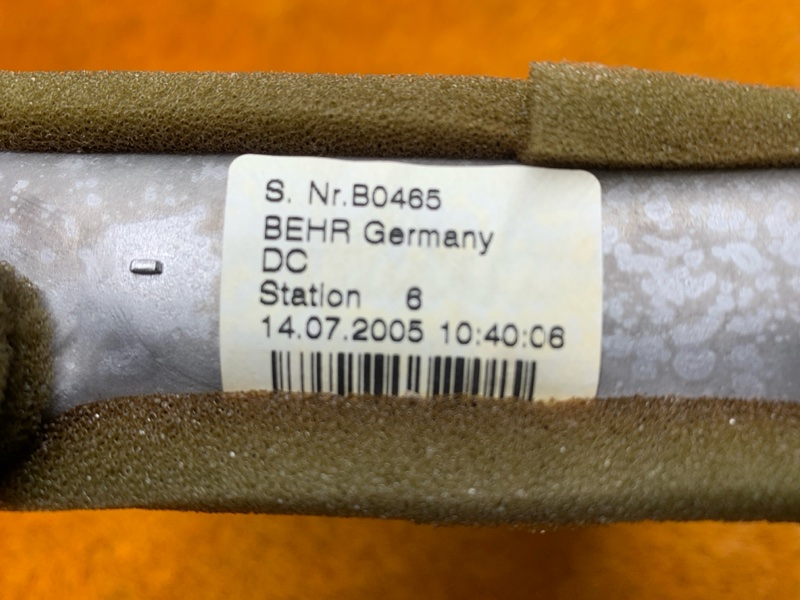 S. Nr.B0465
BEHR Germany
DC
Station 6
14.07.2005 10:40:06